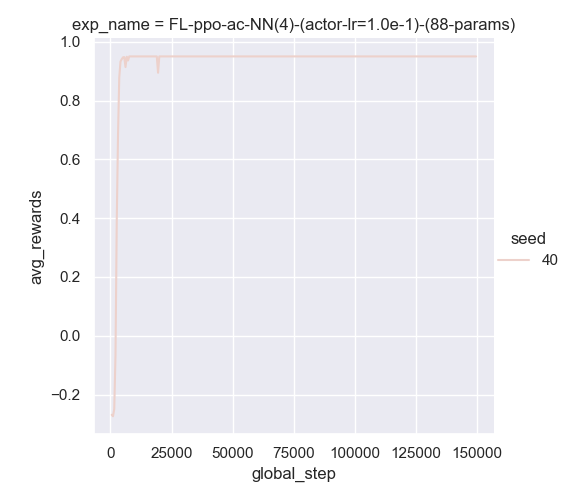 exp_name = FL-ppo-ac-NN(4)-(actor-lr=1.0e-1)-(88-params)
1.0
0.8
0.6
0.4
0.2
0.0
−0.2
avg_rewards
0 25000 50000 75000 100000 125000 150000
global_step
seed
40